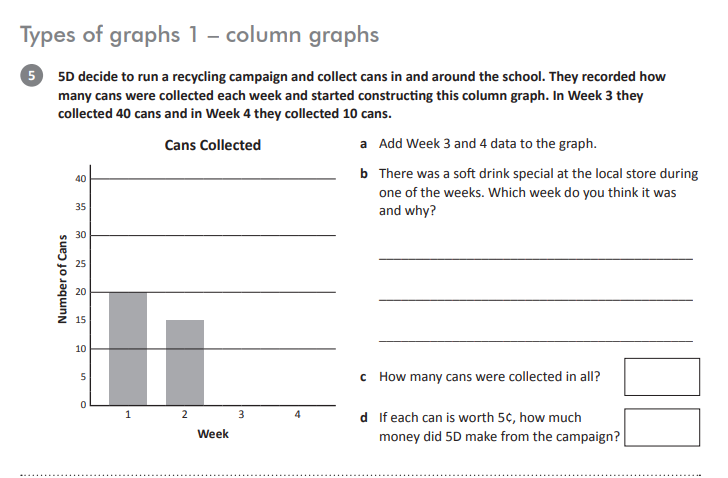 Types of graphs 1 – column graphs
5
5D decide to run a recycling campaign and collect cans in and around the school. They recorded how
many cans were collected each week and started constructing this column graph. In Week 3 they
collected 40 cans and in Week 4 they collected 10 cans.
Cans Collected
Number of Cans
40
35
30
25
20
15
10
5
0
1 2 3 4
Week
a Add Week 3 and 4 data to the graph.
b There was a soft drink special at the local store during
one of the weeks. Which week do you think it was
and why?
c How many cans were collected in all?
d If each can is worth 5¢, how much
money did 5D make from the campaign?